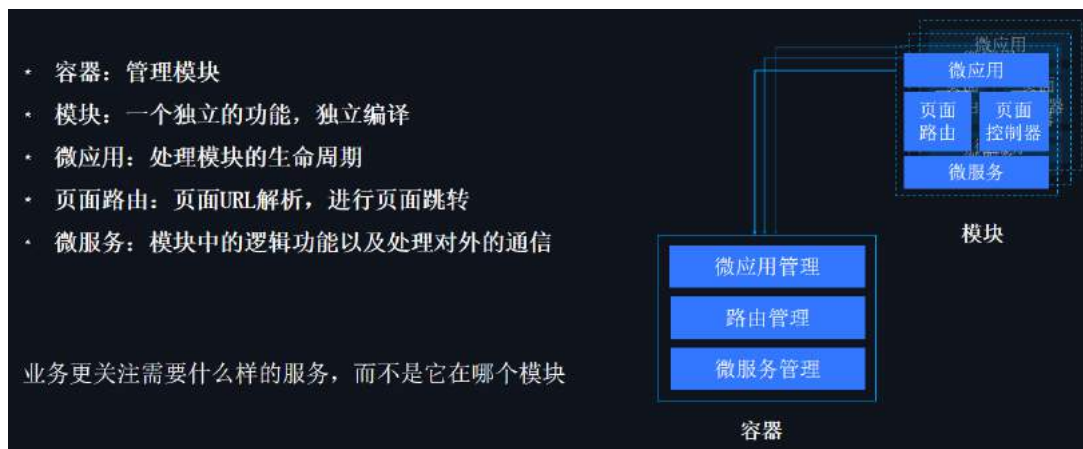 · 容器：管理模块
· 模块：一个独立的功能，独立编译
· 微应用：处理模块的生命周期
· 页面路由：页面URL解析，进行页面跳转
· 微服务：模块中的逻辑功能以及处理对外的通信
业务更关注需要什么样的服务，而不是它在哪个模块
微应用
微应用
页面
路由
页面
控制器
微服务
模块
微应用管理
路由管理
微服务管理
容器